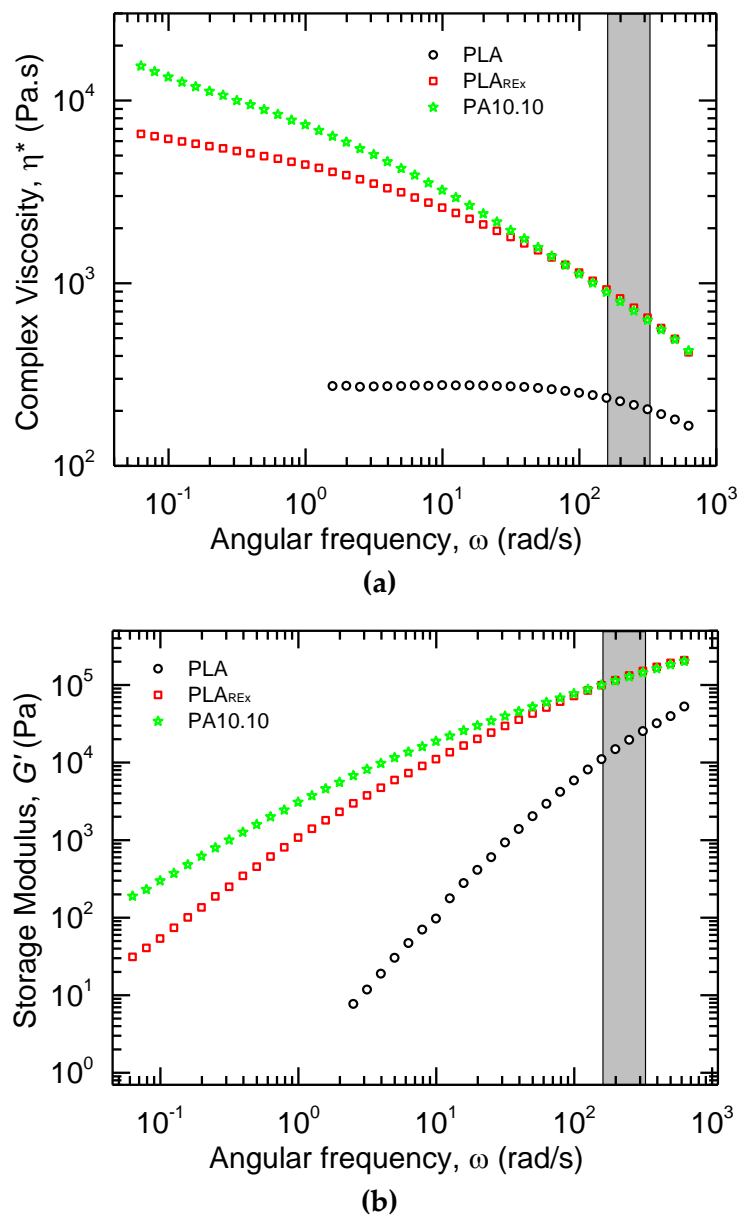 10⁴
10³
10²
Complex Viscosity, η* (Pa.s)
PLA
PLAREx
PA10.10
10⁻¹ 10⁰ 10¹ 10² 10³
Angular frequency, ω (rad/s)
(a)
10⁵
10⁴
10³
10²
10¹
10⁰
Storage Modulus, G' (Pa)
PLA
PLAREx
PA10.10
10⁻¹ 10⁰ 10¹ 10² 10³
Angular frequency, ω (rad/s)
(b)